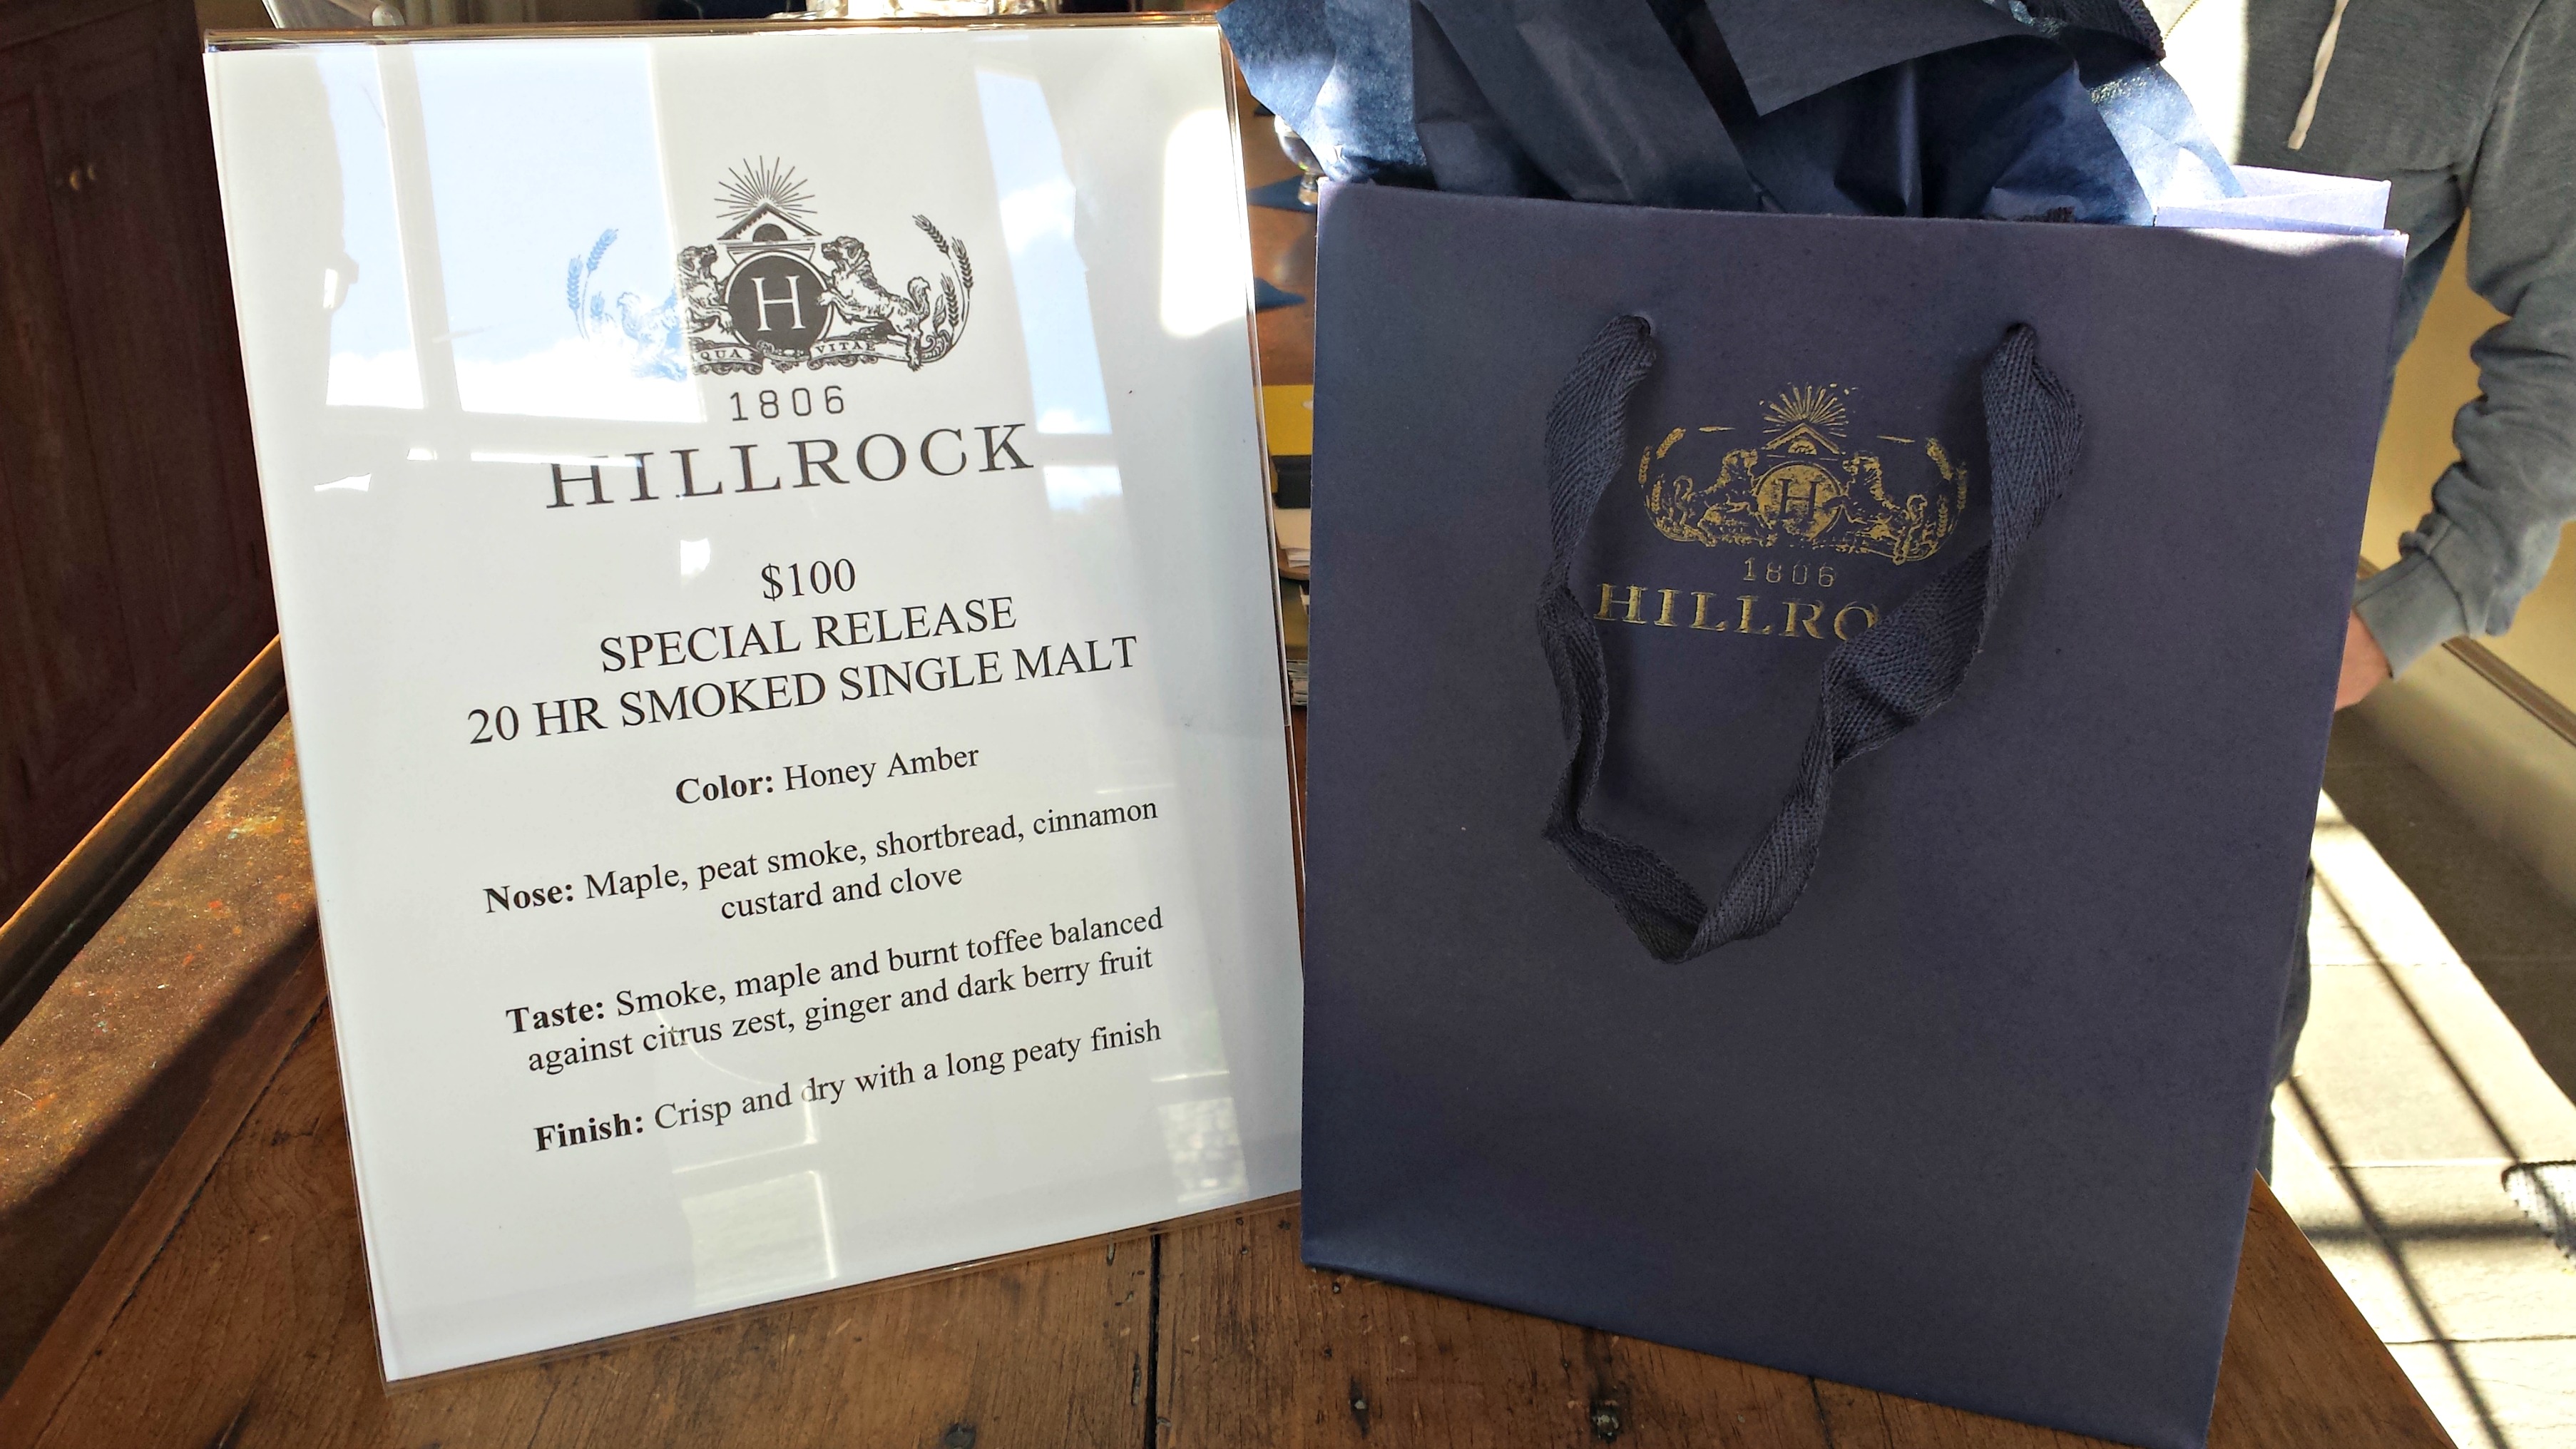 H
AQUA VITAE
1806
HILLROCK
$100
SPECIAL RELEASE
20 HR SMOKED SINGLE MALT
Color: Honey Amber
Nose: Maple, peat smoke, shortbread, cinnamon
custard and clove
Taste: Smoke, maple and burnt toffee balanced
against citrus zest, ginger and dark berry fruit
Finish: Crisp and dry with a long peaty finish
H
1806
HILLRO